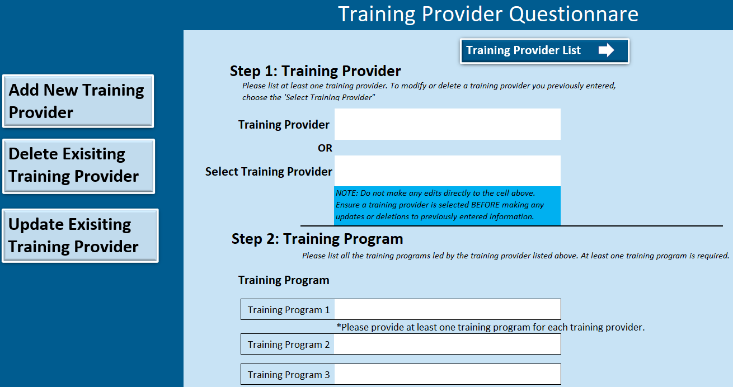 Training Provider Questionnare
Training Provider List
Step 1: Training Provider
Please list at least one training provider. To modify or delete a training provider you previously entered,
choose the 'Select Training Provider"
Add New Training
Provider
Training Provider
OR
Delete Exisiting
Training Provider
Select Training Provider
NOTE: Do not make any edits directly to the cell above.
Ensure a training provider is selected BEFORE making any
updates or deletions to previously entered information.
Update Exisiting
Training Provider
Step 2: Training Program
Please list all the training programs led by the training provider listed above. At least one training program is required.
Training Program
Training Program 1
*Please provide at least one training program for each training provider.
Training Program 2
Training Program 3